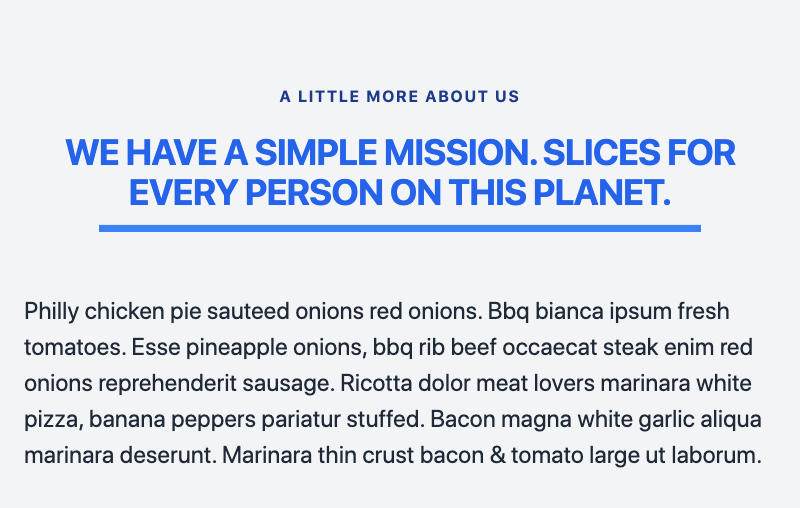 A LITTLE MORE ABOUT US
WE HAVE A SIMPLE MISSION. SLICES FOR
EVERY PERSON ON THIS PLANET.
Philly chicken pie sauteed onions red onions. Bbq bianca ipsum fresh
tomatoes. Esse pineapple onions, bbq rib beef occaecat steak enim red
onions reprehenderit sausage. Ricotta dolor meat lovers marinara white
pizza, banana peppers pariatur stuffed. Bacon magna white garlic aliqua
marinara deserunt. Marinara thin crust bacon & tomato large ut laborum.